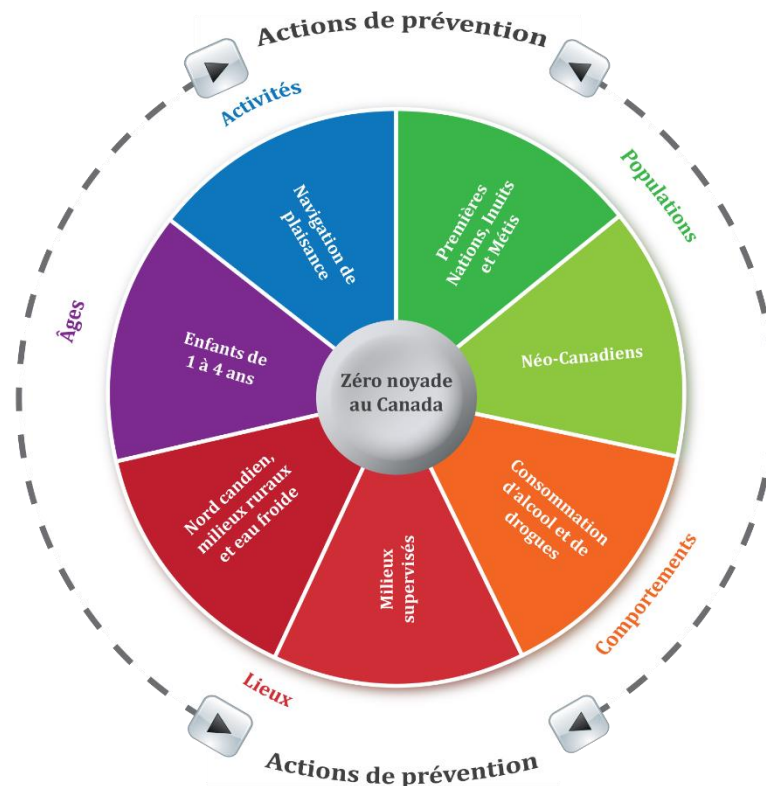 Actions de prévention
Activités
Populations
Navigation de
plaisance
Premières
Nations, Inuits
et Métis
Âges
Enfants de
1 à 4 ans
Zéro noyade
au Canada
Néo-Canadiens
Nord candien,
milieux ruraux
et eau froide
Milieux
supervisés
Consommation
d'alcool et de
drogues
Comportements
Lieux
Actions de prévention